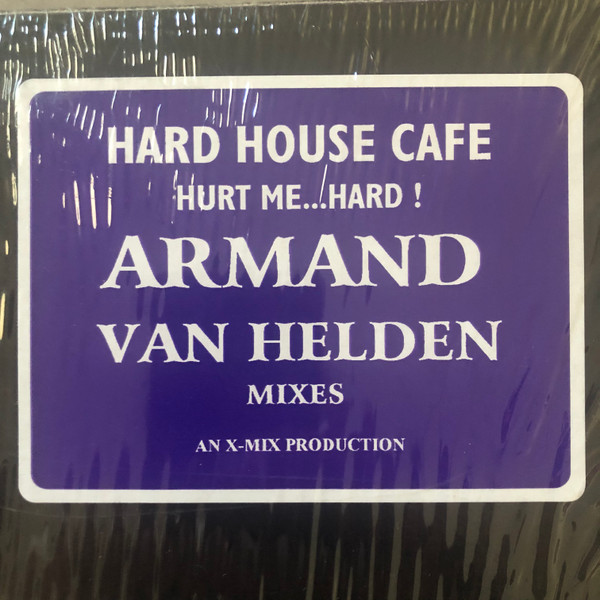 HARD HOUSE CAFE
HURT ME...HARD !
ARMAND
VAN HELDEN
MIXES
AN X-MIX PRODUCTION